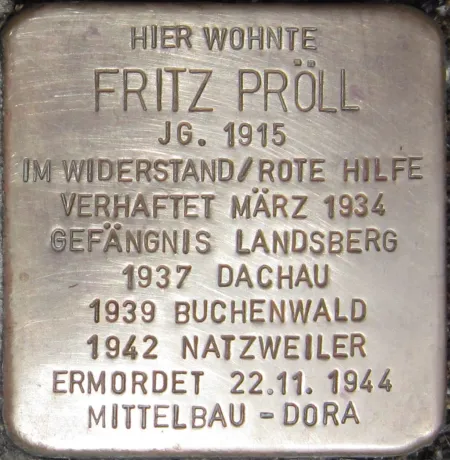 HIER WOHNTE
FRITZ PRÖLL
JG. 1915
IM WIDERSTAND/ROTE HILFE
VERHAFTET MÄRZ 1934
GEFÄNGNIS LANDSBERG
1937 DACHAU
1939 BUCHENWALD
1942 NATZWEILER
ERMORDET 22.11. 1944
MITTELBAU - DORA